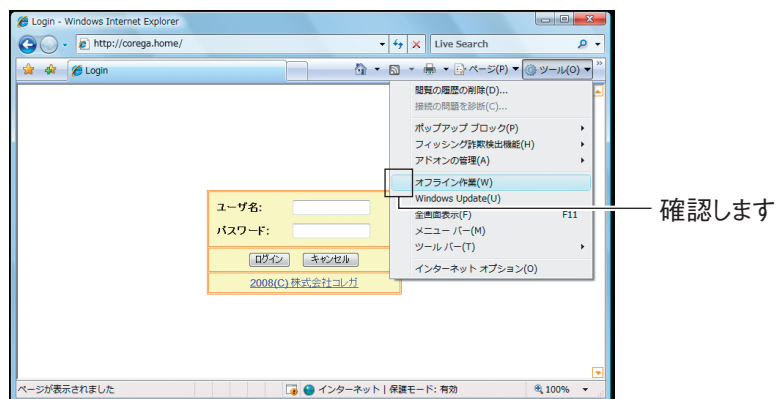 Login - Windows Internet Explorer
http://corega.home/
Live Search
Login
ページ(P)
ツール(O)
閲覧の履歴の削除(D)...
接続の問題を診断(C)...
ポップアップ ブロック(P)
フィッシング詐欺検出機能(H)
アドオンの管理(A)
オフライン作業(W)
Windows Update(U)
全画面表示(F) F11
メニュー バー(M)
ツール バー(T)
インターネット オプション(O)
確認します
ユーザ名:
パスワード:
ログイン キャンセル
2008(C) 株式会社コレガ
ページが表示されました
インターネット | 保護モード: 有効
100%